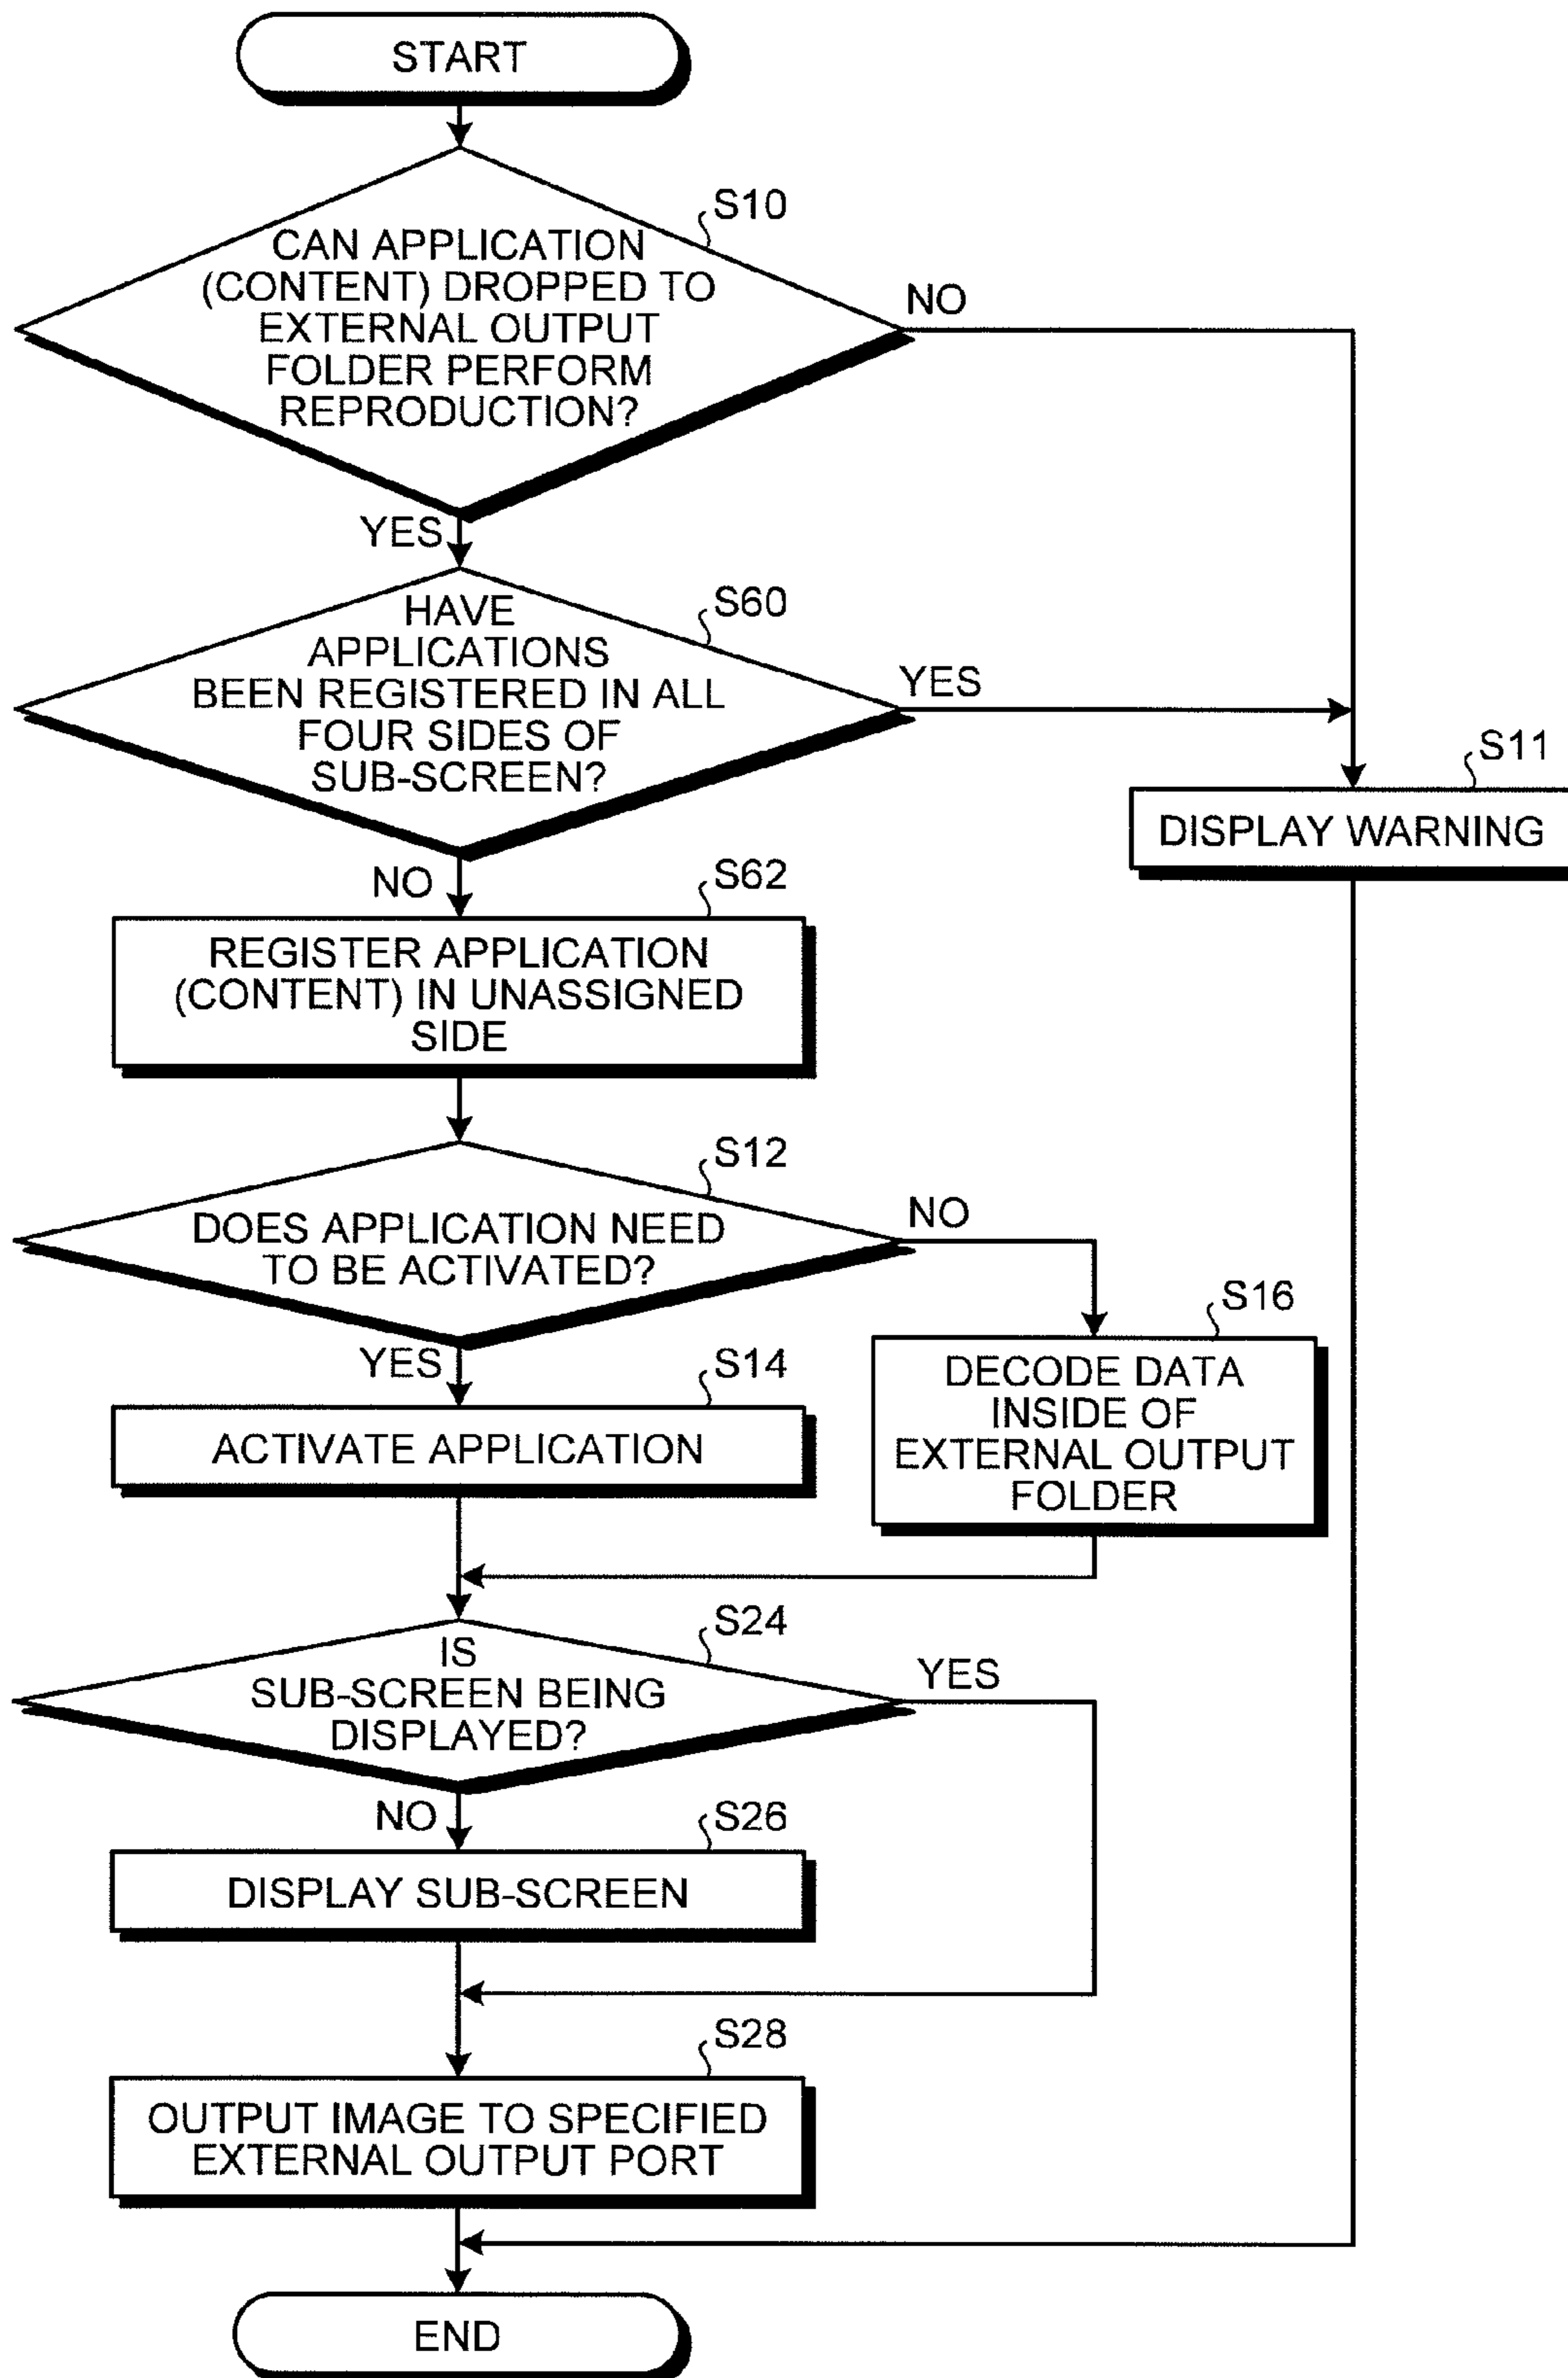 START
S10
CAN APPLICATION
(CONTENT) DROPPED TO
EXTERNAL OUTPUT
FOLDER PERFORM
REPRODUCTION?
NO
YES
S60
HAVE
APPLICATIONS
BEEN REGISTERED IN ALL
FOUR SIDES OF
SUB-SCREEN?
YES
S11
DISPLAY WARNING
NO
S62
REGISTER APPLICATION
(CONTENT) IN UNASSIGNED
SIDE
S12
DOES APPLICATION NEED
TO BE ACTIVATED?
NO
S16
DECODE DATA
INSIDE OF
EXTERNAL OUTPUT
FOLDER
YES
S14
ACTIVATE APPLICATION
S24
IS
SUB-SCREEN BEING
DISPLAYED?
YES
NO
S26
DISPLAY SUB-SCREEN
S28
OUTPUT IMAGE TO SPECIFIED
EXTERNAL OUTPUT PORT
END